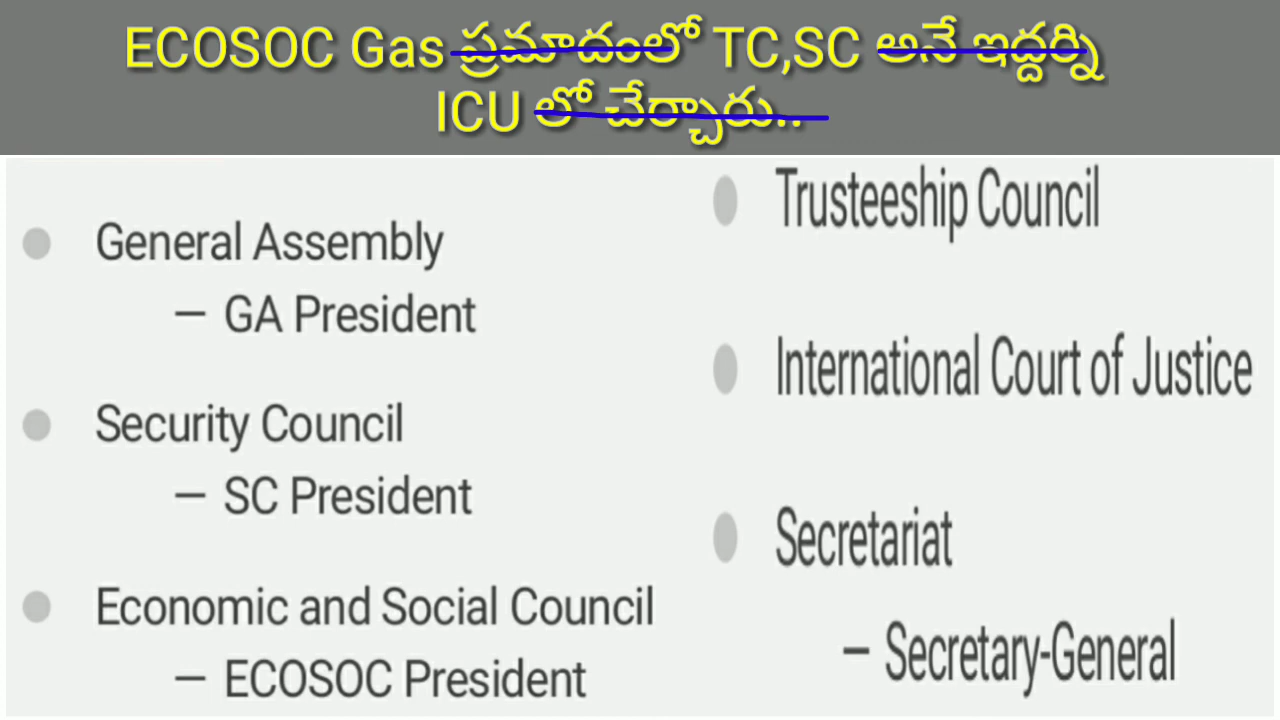 ECOSOC Gas ప్రమాదంలో TC,SC అనే ఇద్దర్ని
ICU లో చేర్చారు..
General Assembly
– GA President
Security Council
– SC President
Economic and Social Council
– ECOSOC President
Trusteeship Council
International Court of Justice
Secretariat
– Secretary-General